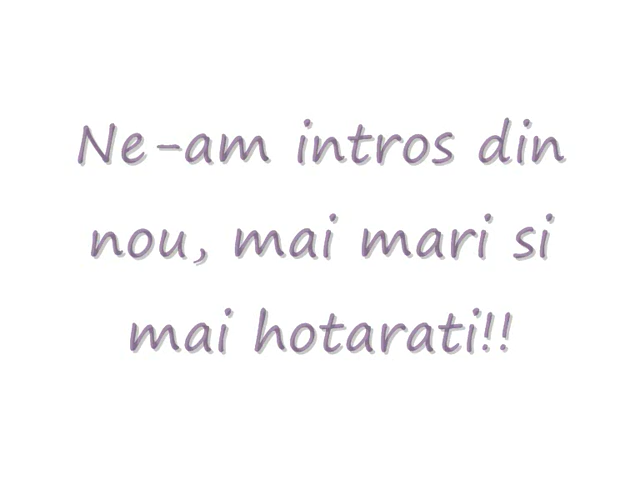 Ne-am intros din
nou, mai mari si
mai hotarati!!